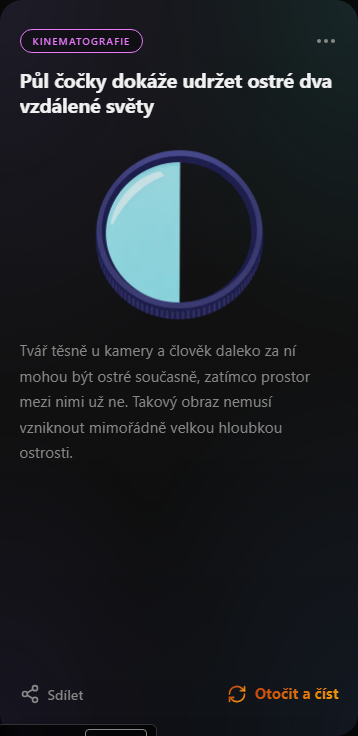 KINEMATOGRAFIE
Půl čočky dokáže udržet ostré dva
vzdálené světy
Tvář těsně u kamery a člověk daleko za ní
mohou být ostré současně, zatímco prostor
mezi nimi už ne. Takový obraz nemusí
vzniknout mimořádně velkou hloubkou
ostrosti.
Sdílet
Otočit a číst